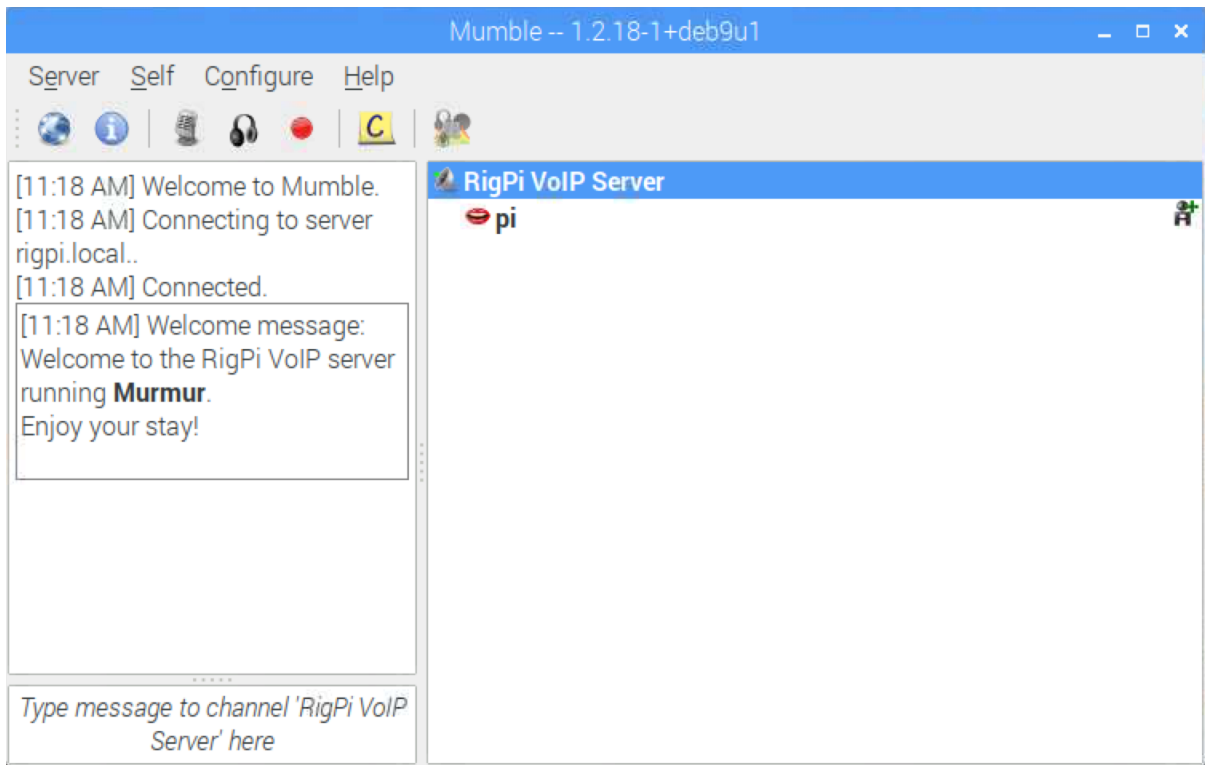 Mumble -- 1.2.18-1+deb9u1
Server Self Configure Help
C
[11:18 AM] Welcome to Mumble.
[11:18 AM] Connecting to server
rigpi.local..
[11:18 AM] Connected.
[11:18 AM] Welcome message:
Welcome to the RigPi VoIP server
running Murmur.
Enjoy your stay!
Type message to channel 'RigPi VoIP
Server' here
RigPi VoIP Server
pi